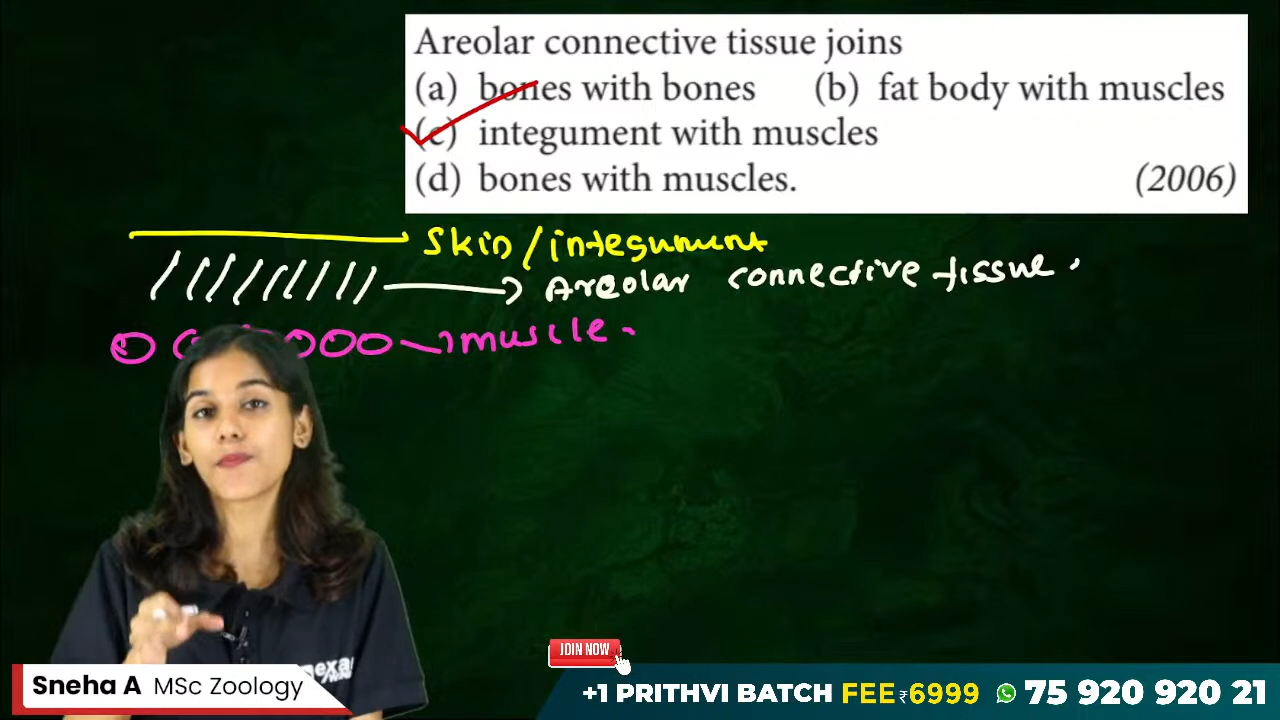 Areolar connective tissue joins
(a) bones with bones (b) fat body with muscles
(c) integument with muscles
(d) bones with muscles. (2006)
Skin / integument
Areolar connective tissue.
muscle
JOIN NOW
Sneha A MSc Zoology
+1 PRITHVI BATCH FEE ₹6999 75 920 920 21